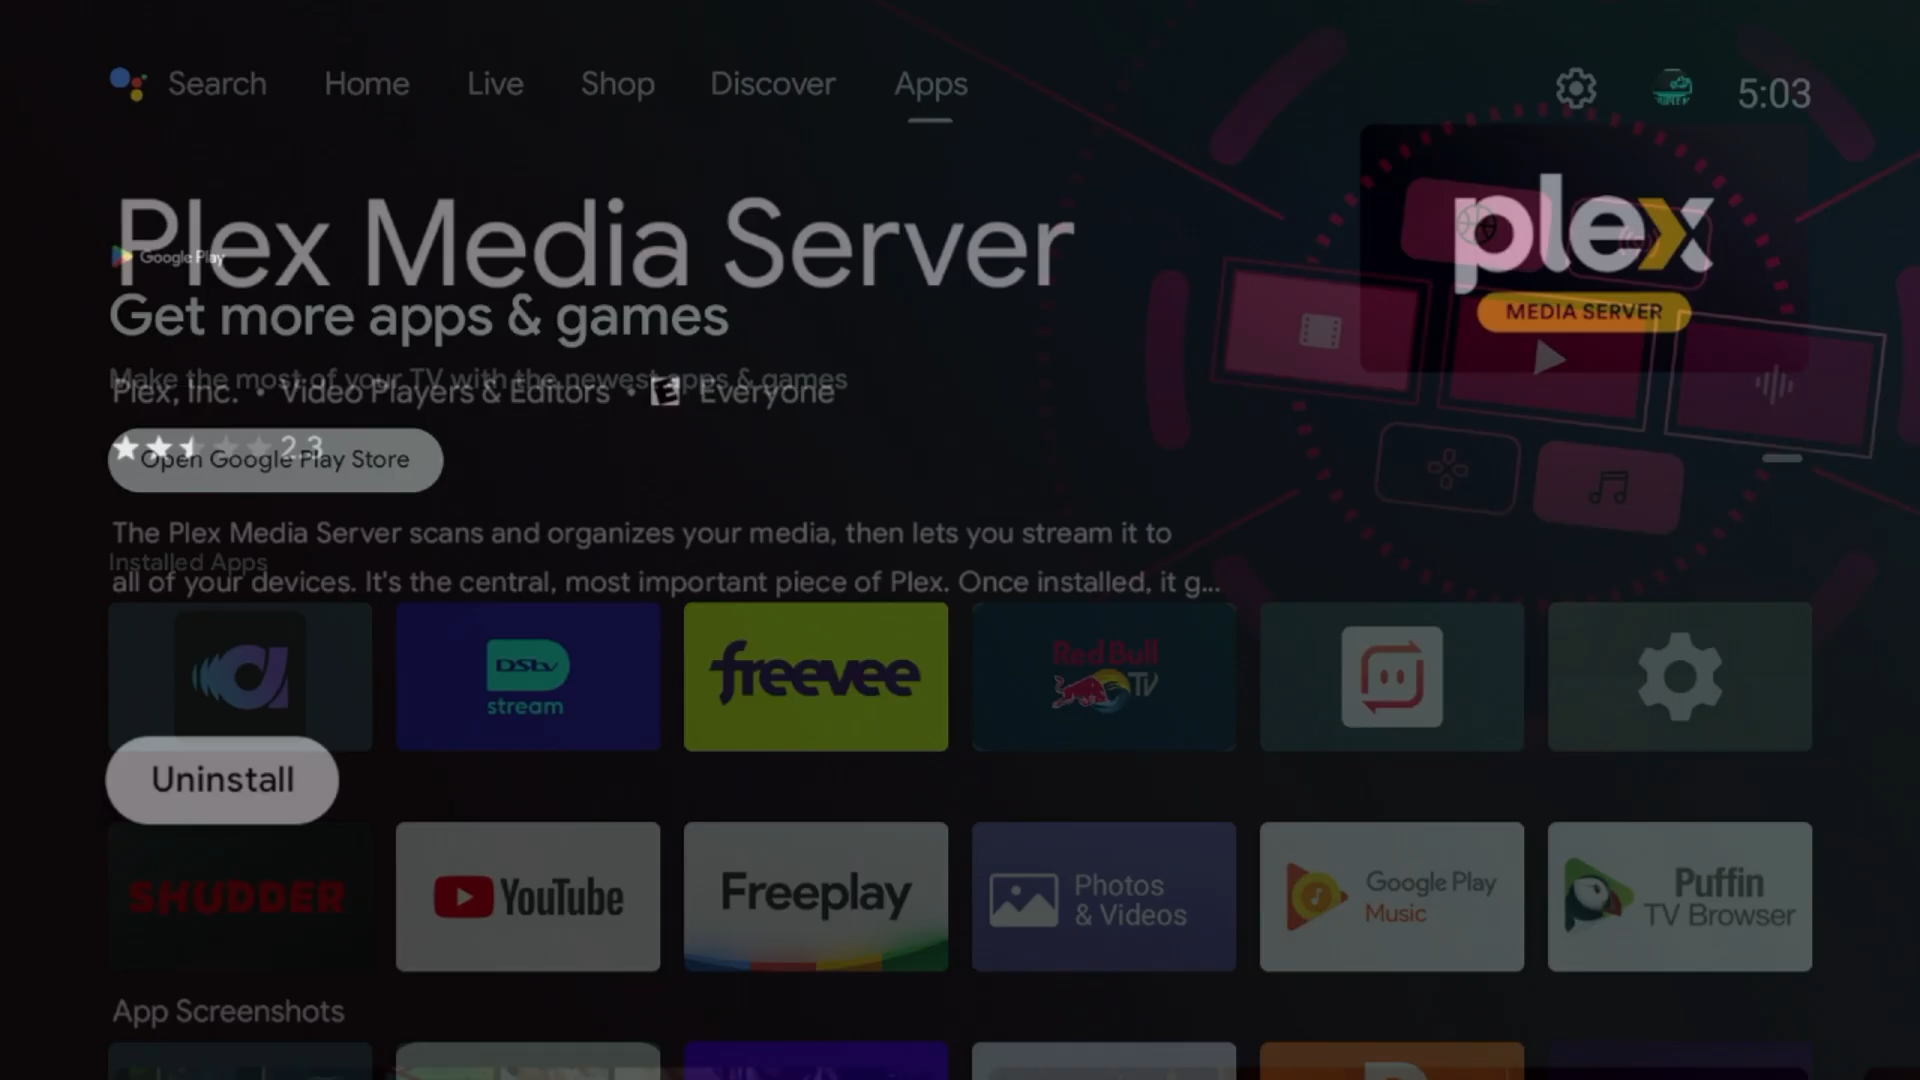 Search Home Live Shop Discover Apps 5:03
Plex Media Server
Google Play
Get more apps & games
Make the most of your TV with the newest apps & games
Plex, Inc. • Video Players & Editors • E Everyone
2.3
Open Google Play Store
The Plex Media Server scans and organizes your media, then lets you stream it to
Installed Apps
all of your devices. It's the central, most important piece of Plex. Once installed, it g...
plex
MEDIA SERVER
DStv
stream
freevee
Red Bull
TV
Uninstall
SHUDDER
YouTube
Freeplay
Photos
& Videos
Google Play
Music
Puffin
TV Browser
App Screenshots